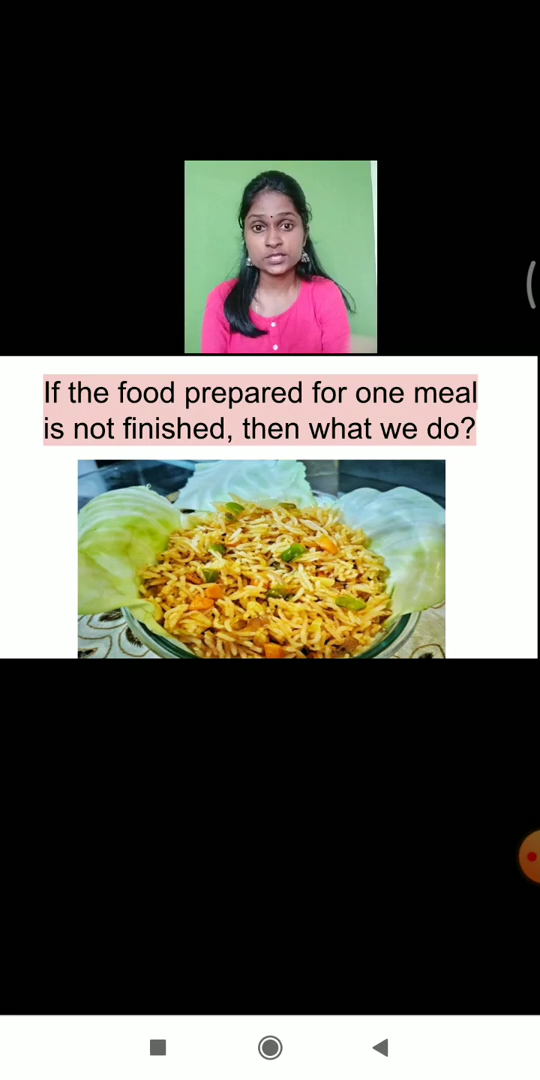 If the food prepared for one meal
is not finished, then what we do?